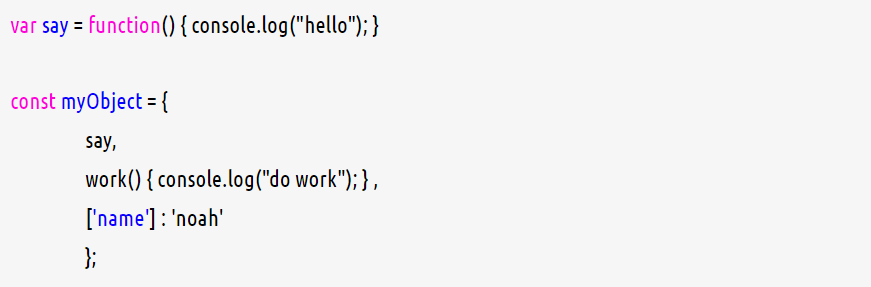 var say = function() { console.log("hello"); }
const myObject = {
say,
work() { console.log("do work"); } ,
['name'] : 'noah'
};